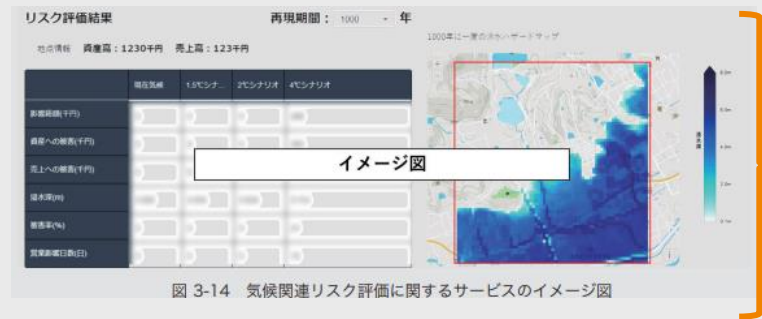 リスク評価結果
再現期間： 1000 年
地点情報 資産高：1230千円 売上高：123千円
1000年に一度の洪水ハザードマップ
現在気候 1.5℃シナ... 2℃シナリオ 4℃シナリオ
影響総額(千円)
資産への被害(千円)
売上への被害(千円)
浸水深(m)
被害率(%)
営業影響日数(日)
イメージ図
浸水深
図 3-14 気候関連リスク評価に関するサービスのイメージ図